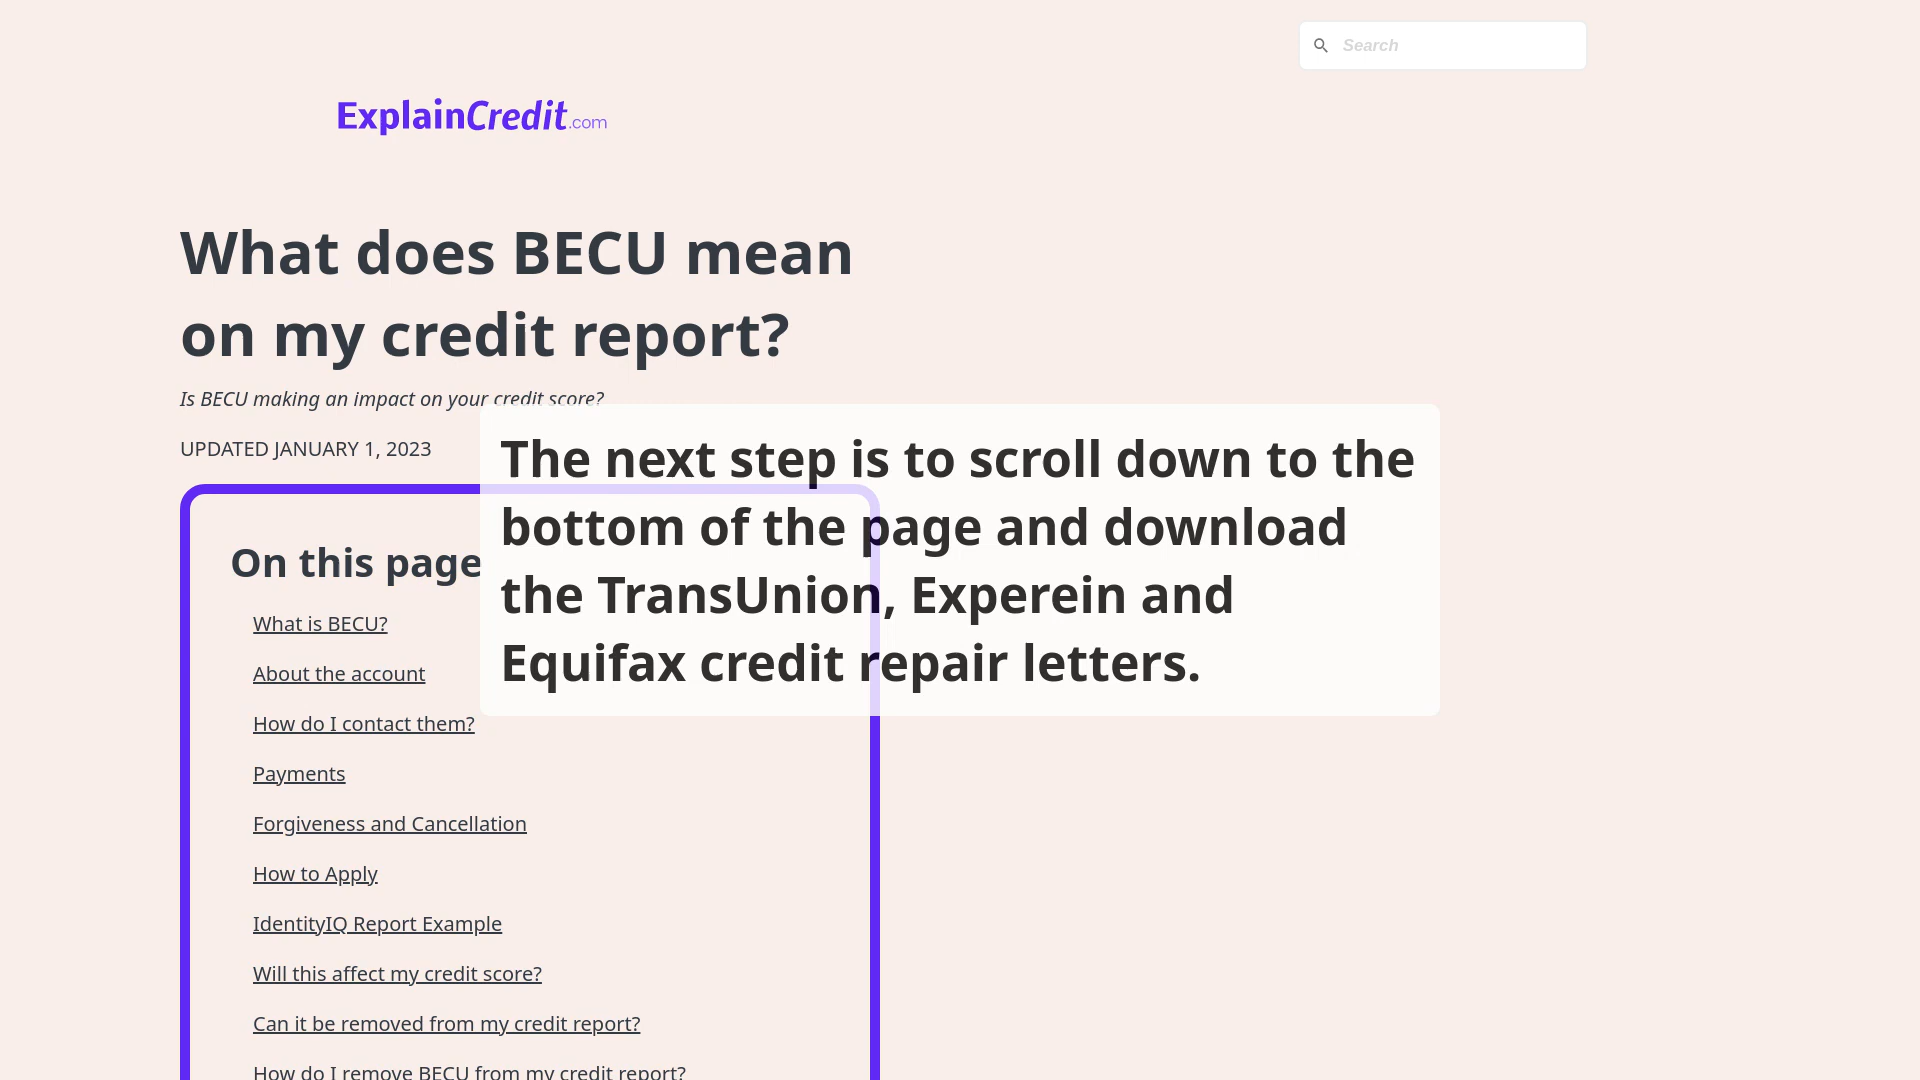 Search
ExplainCredit.com
What does BECU mean
on my credit report?
Is BECU making an impact on your credit score?
UPDATED JANUARY 1, 2023
The next step is to scroll down to the
bottom of the page and download
the TransUnion, Experein and
Equifax credit repair letters.
On this page
What is BECU?
About the account
How do I contact them?
Payments
Forgiveness and Cancellation
How to Apply
IdentityIQ Report Example
Will this affect my credit score?
Can it be removed from my credit report?
How do I remove BECU from my credit report?